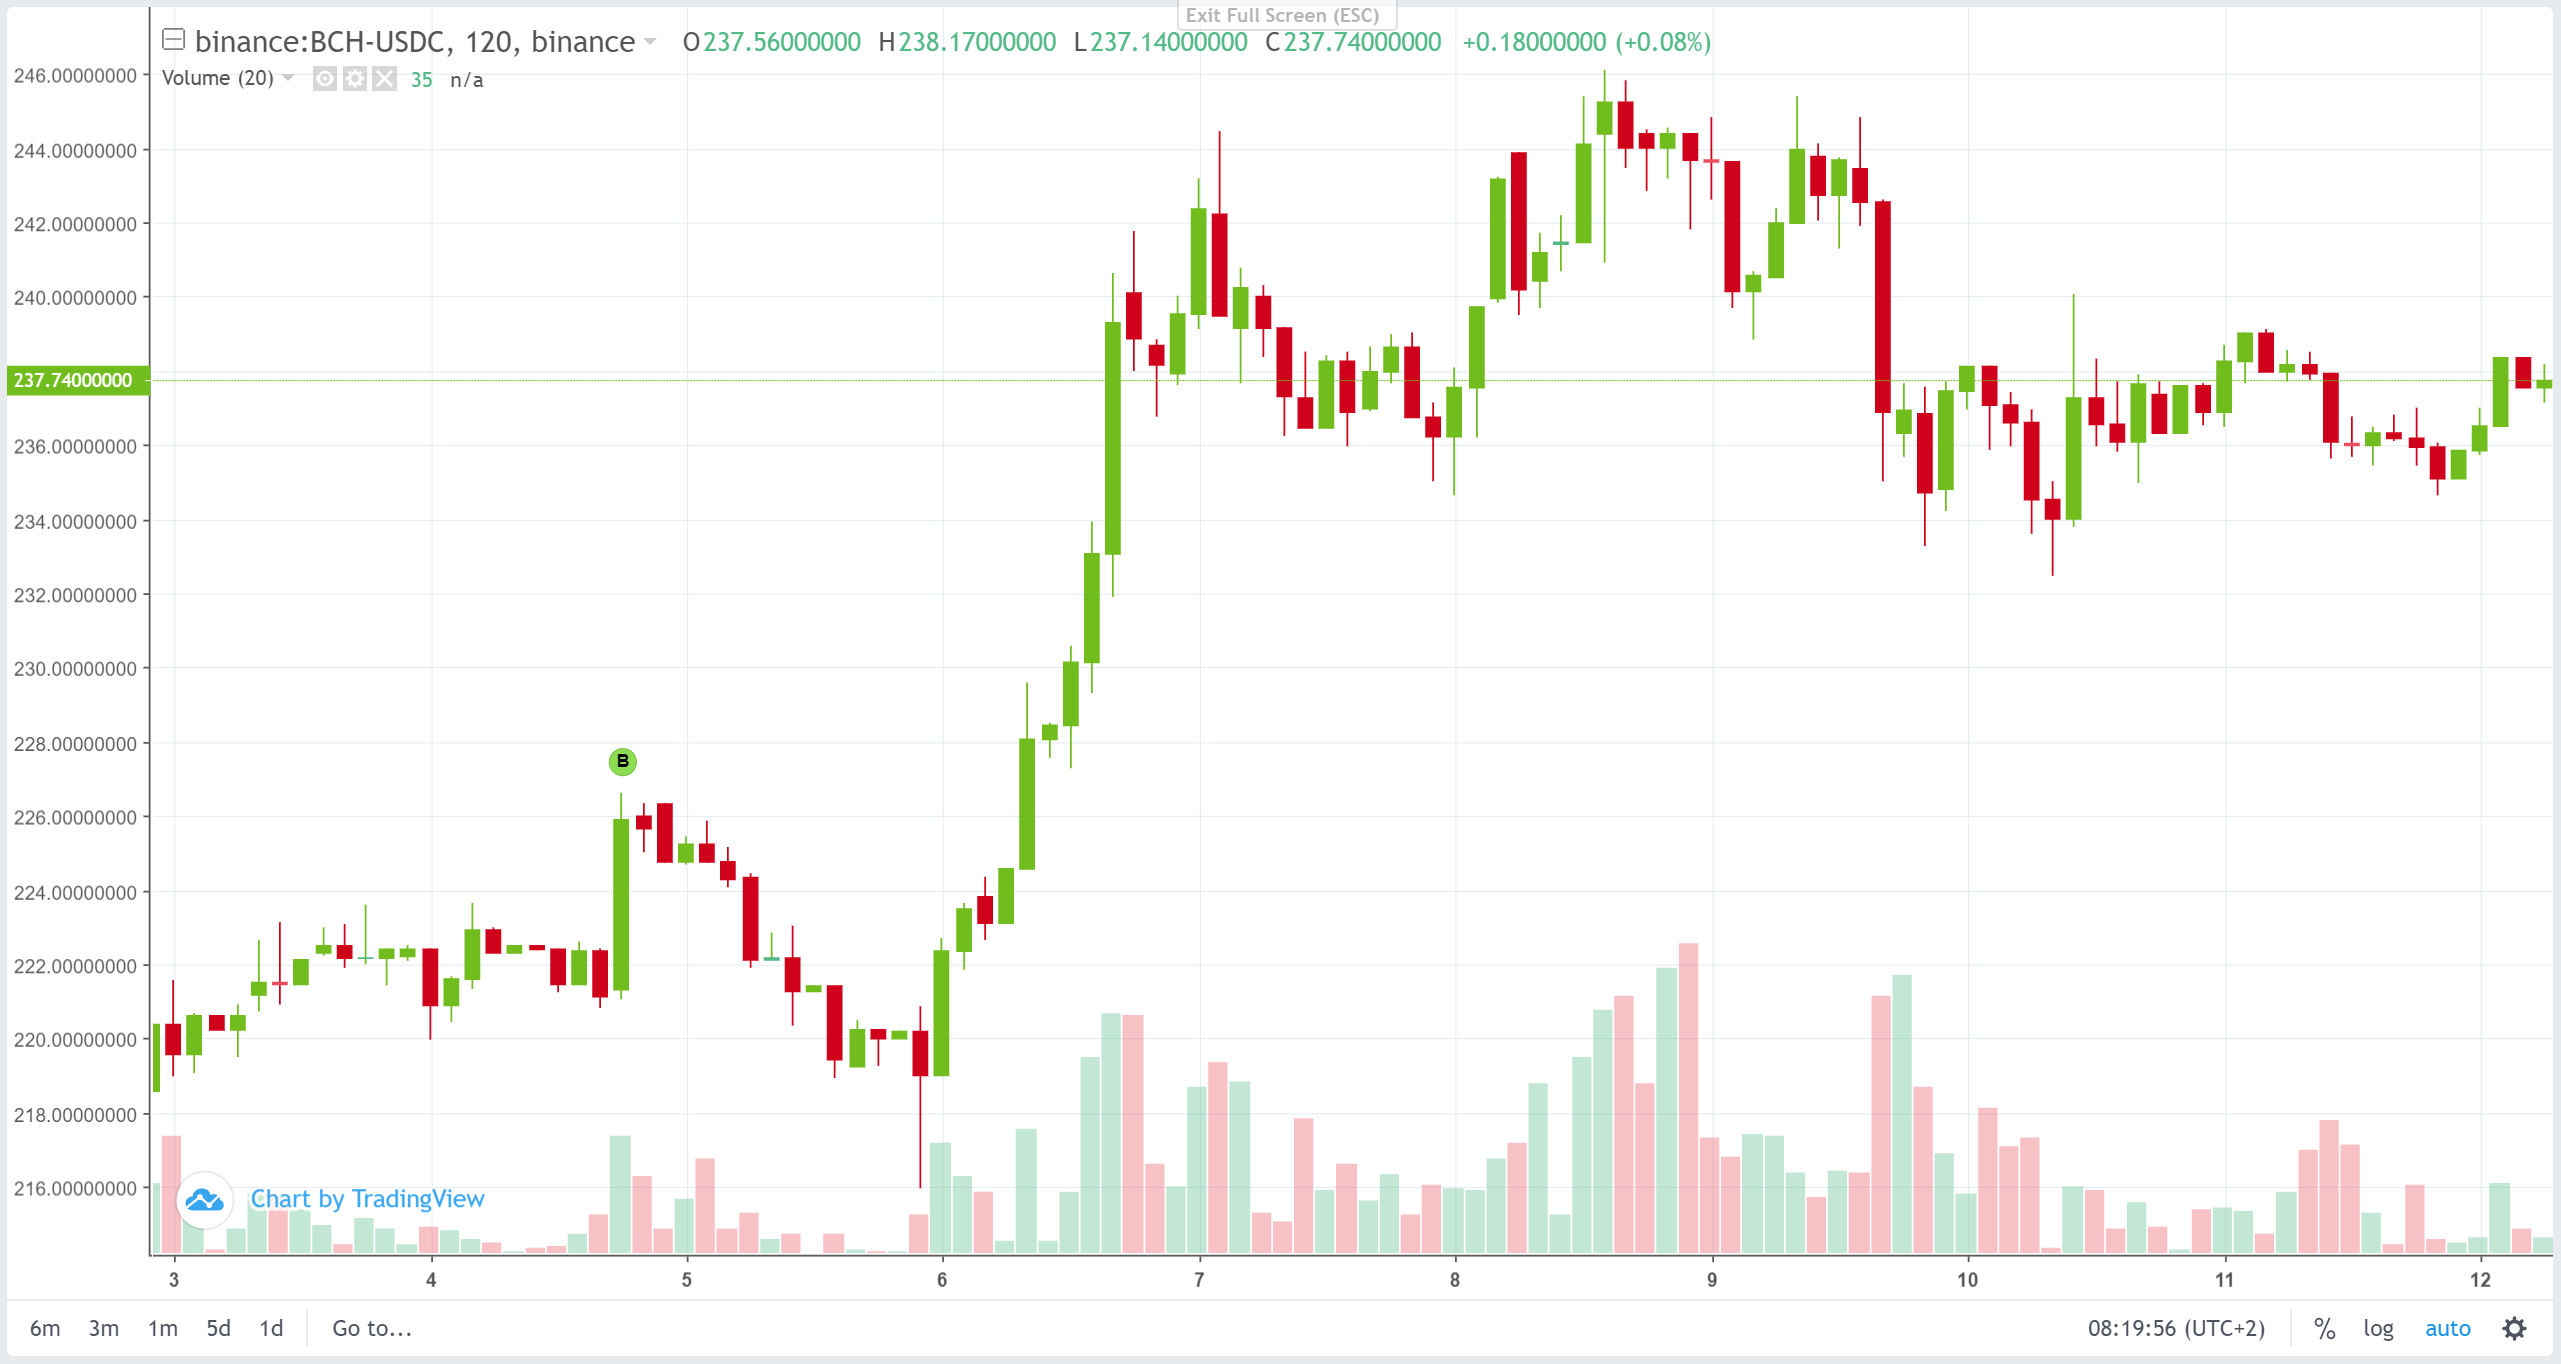 Exit Full Screen (ESC)
binance:BCH-USDC, 120, binance O237.56000000 H238.17000000 L237.14000000 C237.74000000 +0.18000000 (+0.08%)
Volume (20) 35 n/a
246.00000000
244.00000000
242.00000000
240.00000000
237.74000000
236.00000000
234.00000000
232.00000000
230.00000000
228.00000000
B
226.00000000
224.00000000
222.00000000
220.00000000
218.00000000
216.00000000
Chart by TradingView
3 4 5 6 7 8 9 10 11 12
6m 3m 1m 5d 1d Go to... 08:19:56 (UTC+2) % log auto